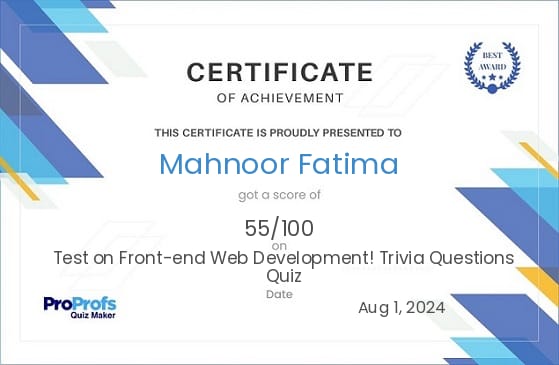 BEST
AWARD
CERTIFICATE
OF ACHIEVEMENT
THIS CERTIFICATE IS PROUDLY PRESENTED TO
Mahnoor Fatima
got a score of
55/100
on
Test on Front-end Web Development! Trivia Questions
Quiz
Date
ProProfs
Quiz Maker
Aug 1, 2024